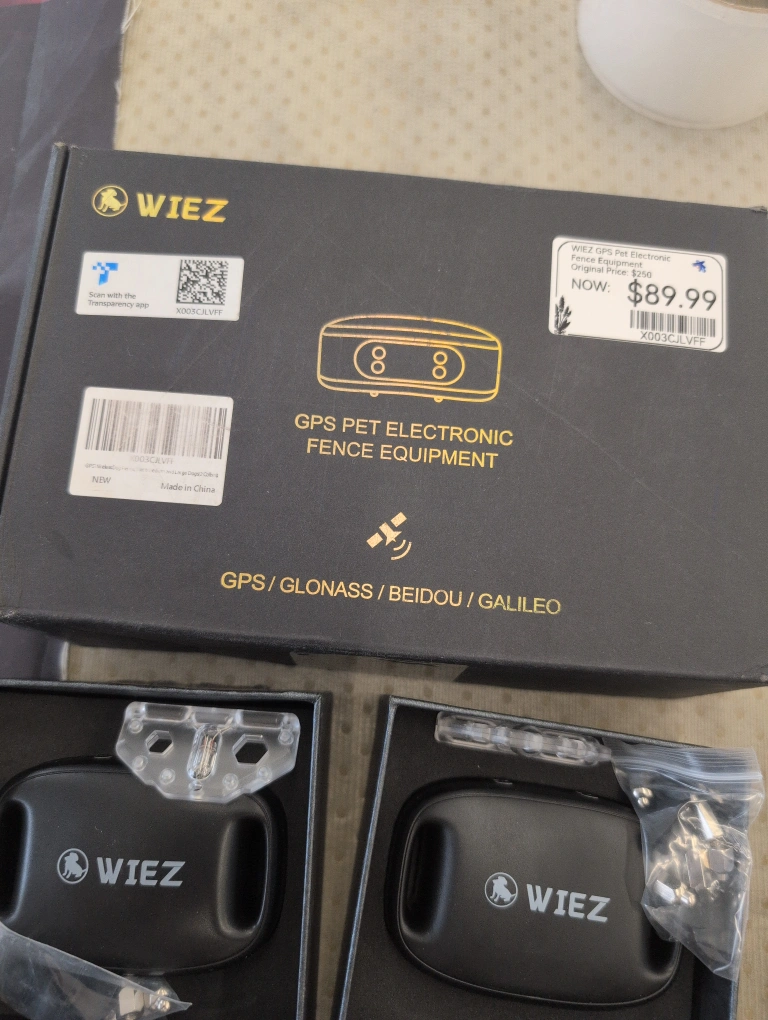 WIEZ
Scan with the
Transparency app
X003CJLVFF
WIEZ GPS Pet Electronic
Fence Equipment
Original Price: $250
NOW: $89.99
X003CJLVFF
X003CJLVFF
NEW
Made in China
GPS PET ELECTRONIC
FENCE EQUIPMENT
GPS / GLONASS / BEIDOU / GALILEO
WIEZ
WIEZ